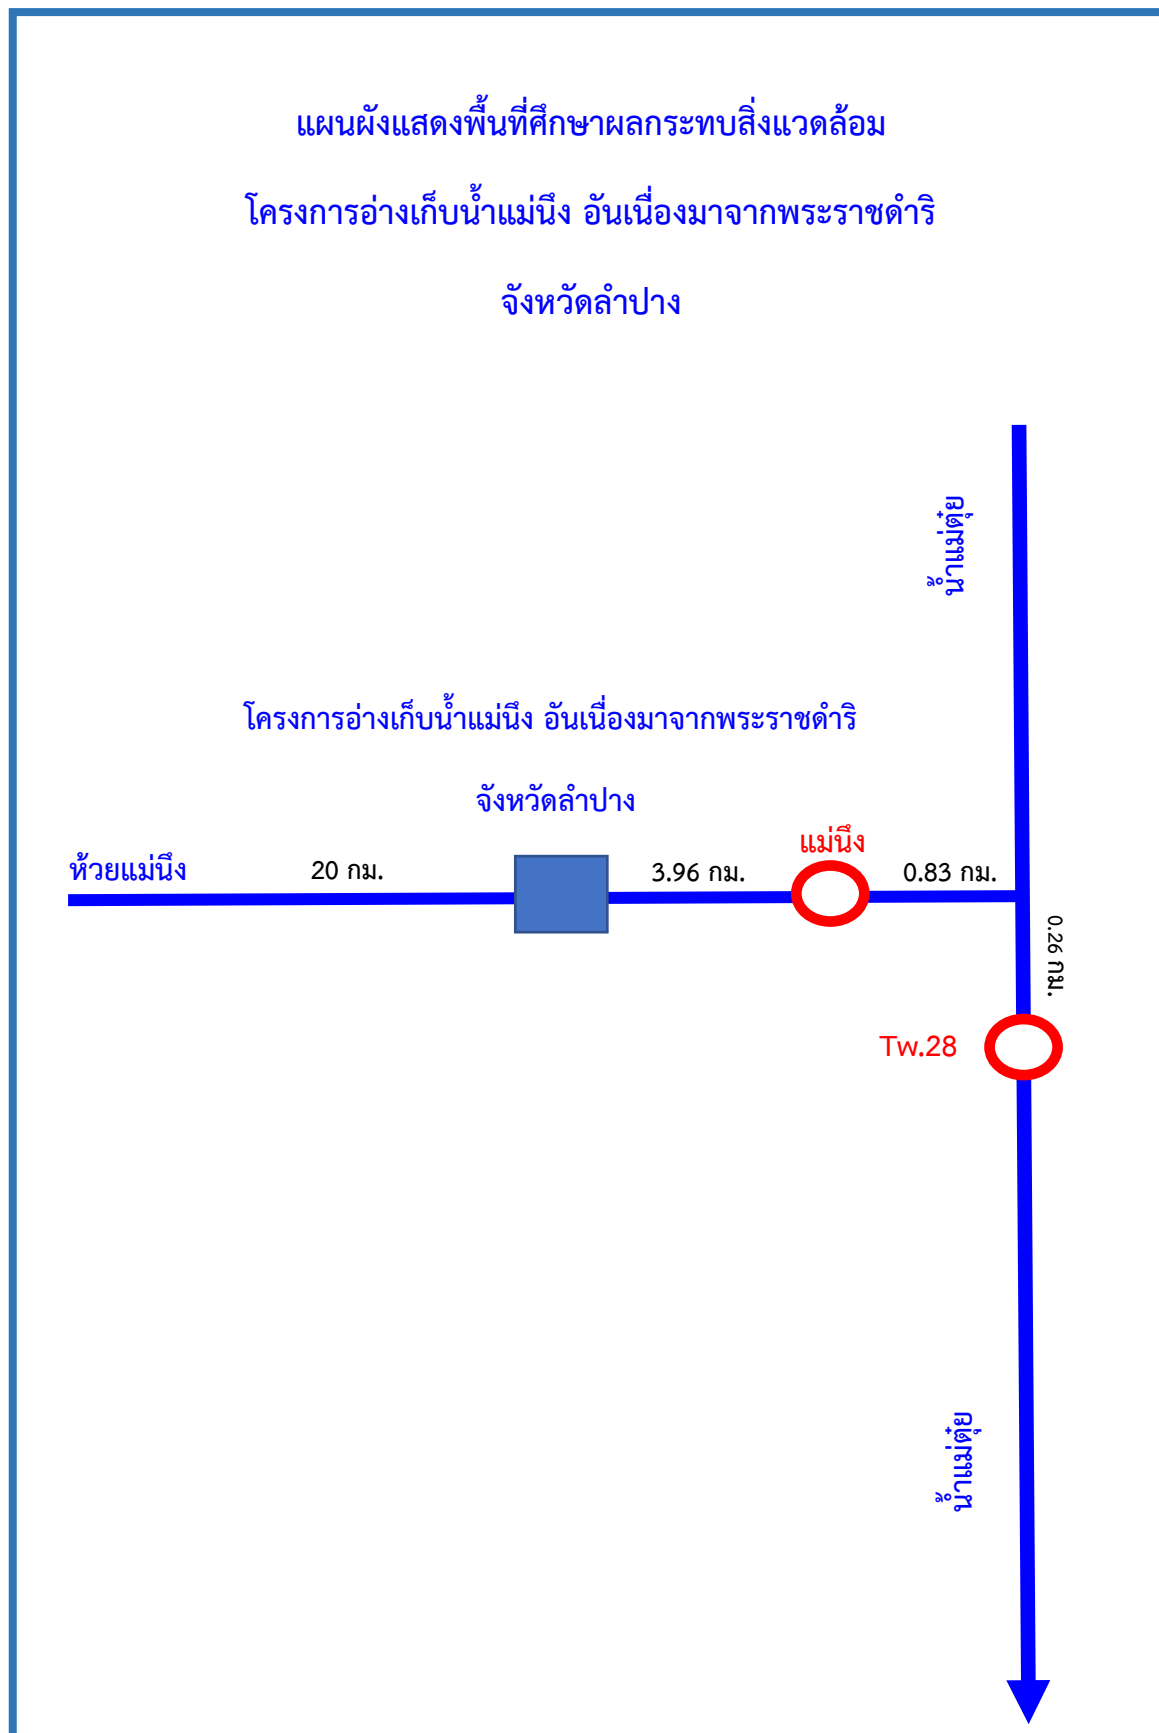 แผนผังแสดงพื้นที่ศึกษาผลกระทบสิ่งแวดล้อม
โครงการอ่างเก็บน้ำแม่นึง อันเนื่องมาจากพระราชดำริ
จังหวัดลำปาง
น้ำแม่ตุ๋ย
โครงการอ่างเก็บน้ำแม่นึง อันเนื่องมาจากพระราชดำริ
จังหวัดลำปาง
แม่นึง
ห้วยแม่นึง
20 กม.
3.96 กม.
0.83 กม.
0.26 กม.
Tw.28
น้ำแม่ตุ๋ย